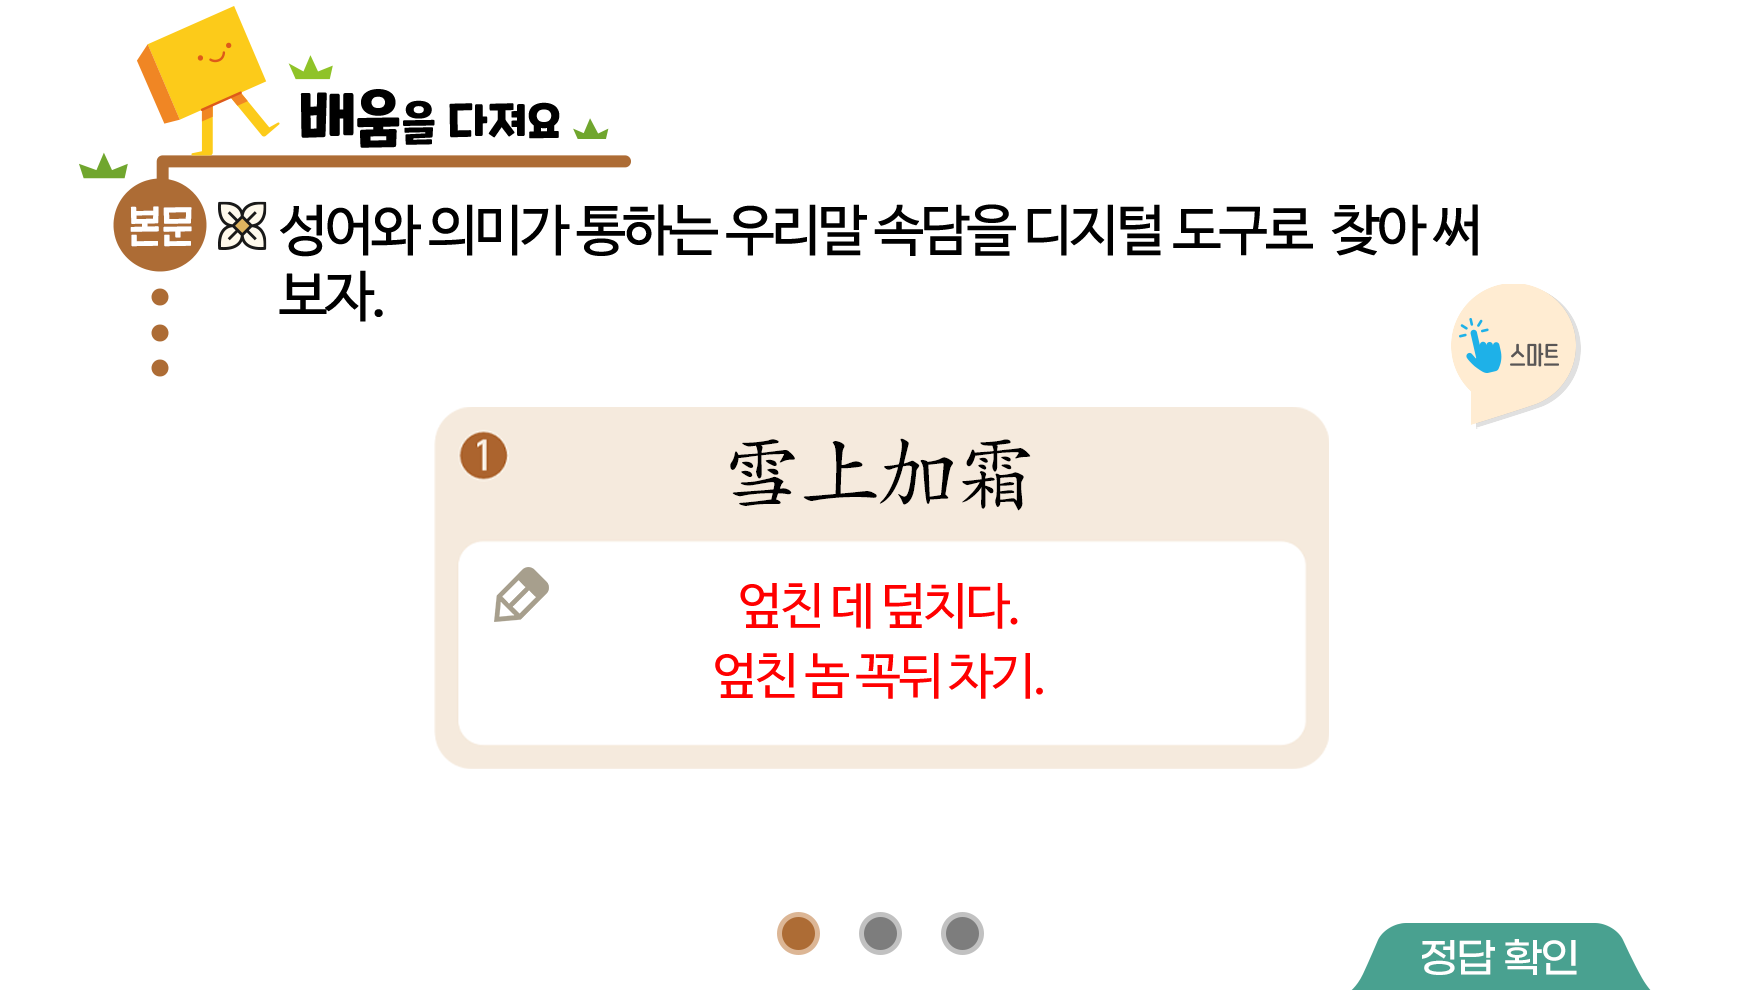 배움을 다져요
본문
성어와 의미가 통하는 우리말 속담을 디지털 도구로 찾아 써
보자.
스마트
1
雪上加霜
엎친 데 덮치다.
엎친 놈 꼭뒤 차기.
정답 확인